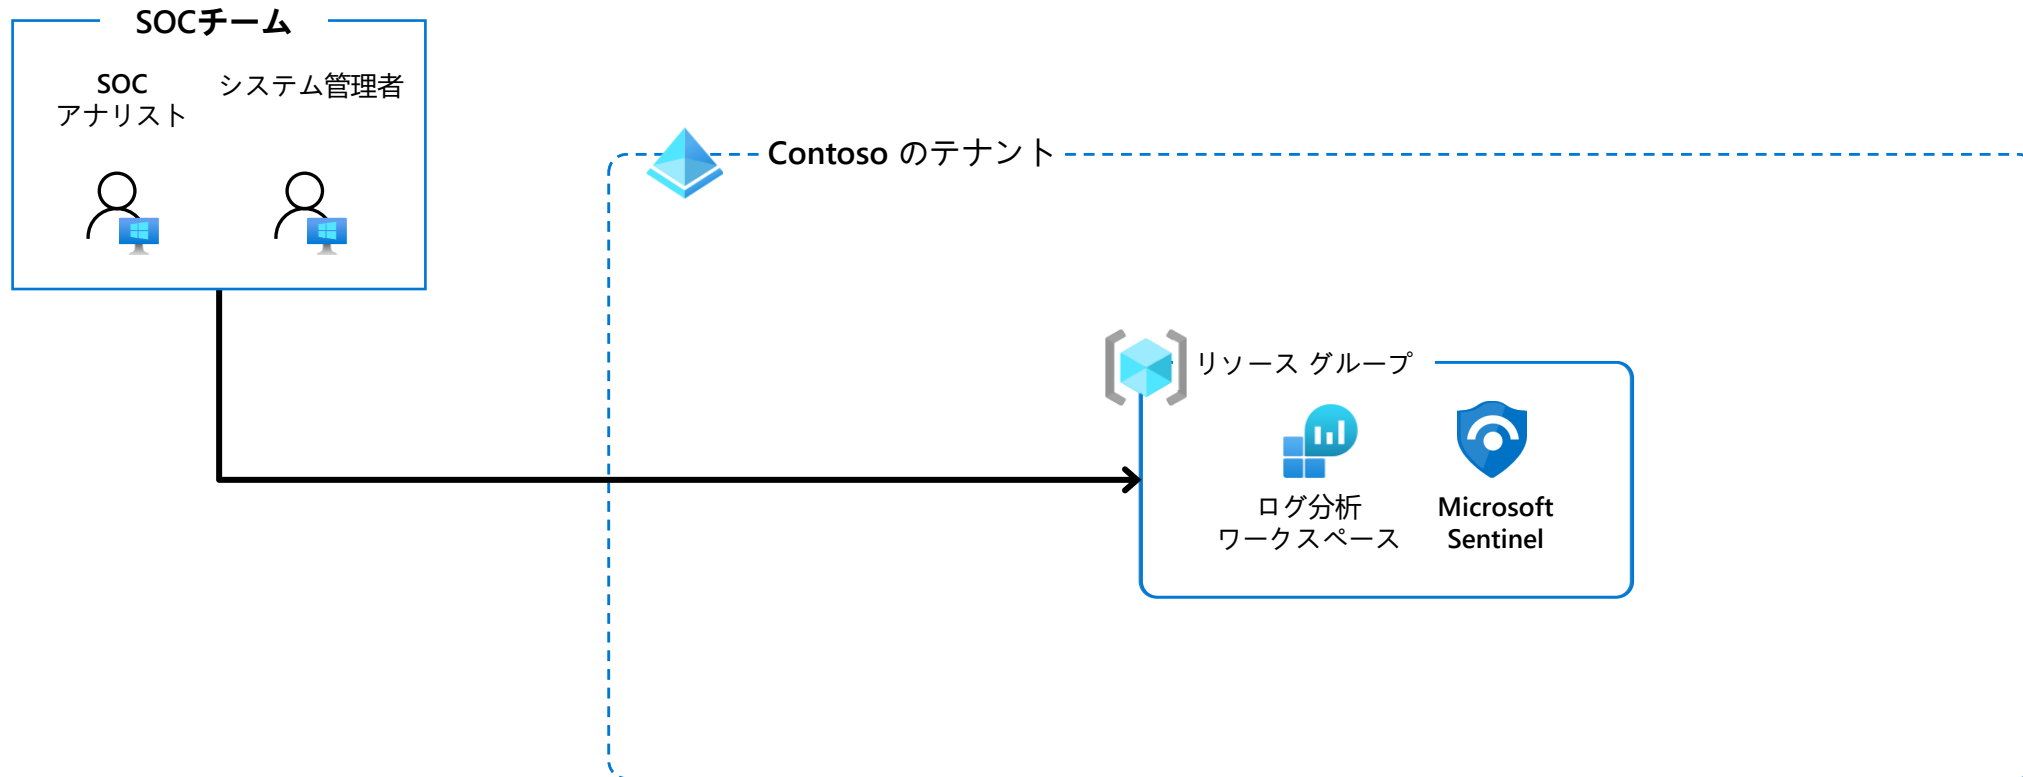 SOCチーム
SOC
アナリスト
システム管理者
Contoso のテナント
リソース グループ
ログ分析
ワークスペース
Microsoft
Sentinel